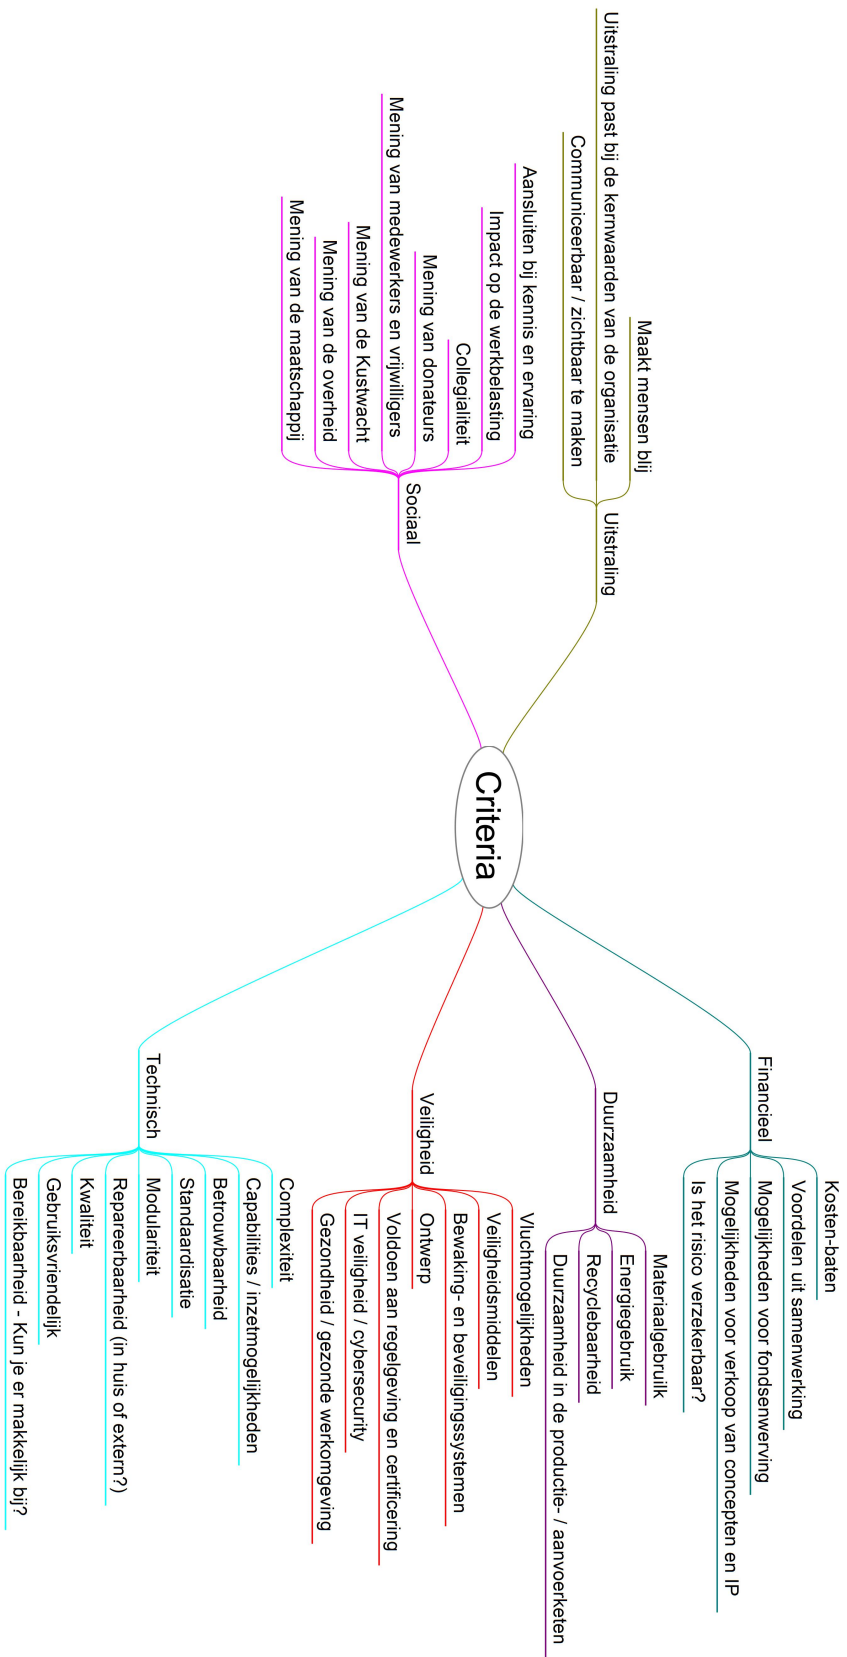 Criteria
Uitstraling
Maakt mensen blij
Uitstraling past bij de kernwaarden van de organisatie
Communiceerbaar / zichtbaar te maken
Sociaal
Aansluiten bij kennis en ervaring
Impact op de werkbelasting
Collegialiteit
Mening van donateurs
Mening van medewerkers en vrijwilligers
Mening van de Kustwacht
Mening van de overheid
Mening van de maatschappij
Financieel
Kosten-baten
Voordelen uit samenwerking
Mogelijkheden voor fondsenwerving
Mogelijkheden voor verkoop van concepten en IP
Is het risico verzekerbaar?
Duurzaamheid
Materiaalgebruilk
Energiegebruik
Recyclebaarheid
Duurzaamheid in de productie- / aanvoerketen
Veiligheid
Vluchtmogelijkheden
Veiligheidsmiddelen
Bewaking- en beveiligingssystemen
Ontwerp
Voldoen aan regelgeving en certificering
IT veiligheid / cybersecurity
Gezondheid / gezonde werkomgeving
Technisch
Complexiteit
Capabilities / inzetmogelijkheden
Betrouwbaarheid
Standaardisatie
Modulariteit
Repareerbaarheid (in huis of extern?)
Kwaliteit
Gebruiksvriendelijk
Bereikbaarheid - Kun je er makkelijk bij?